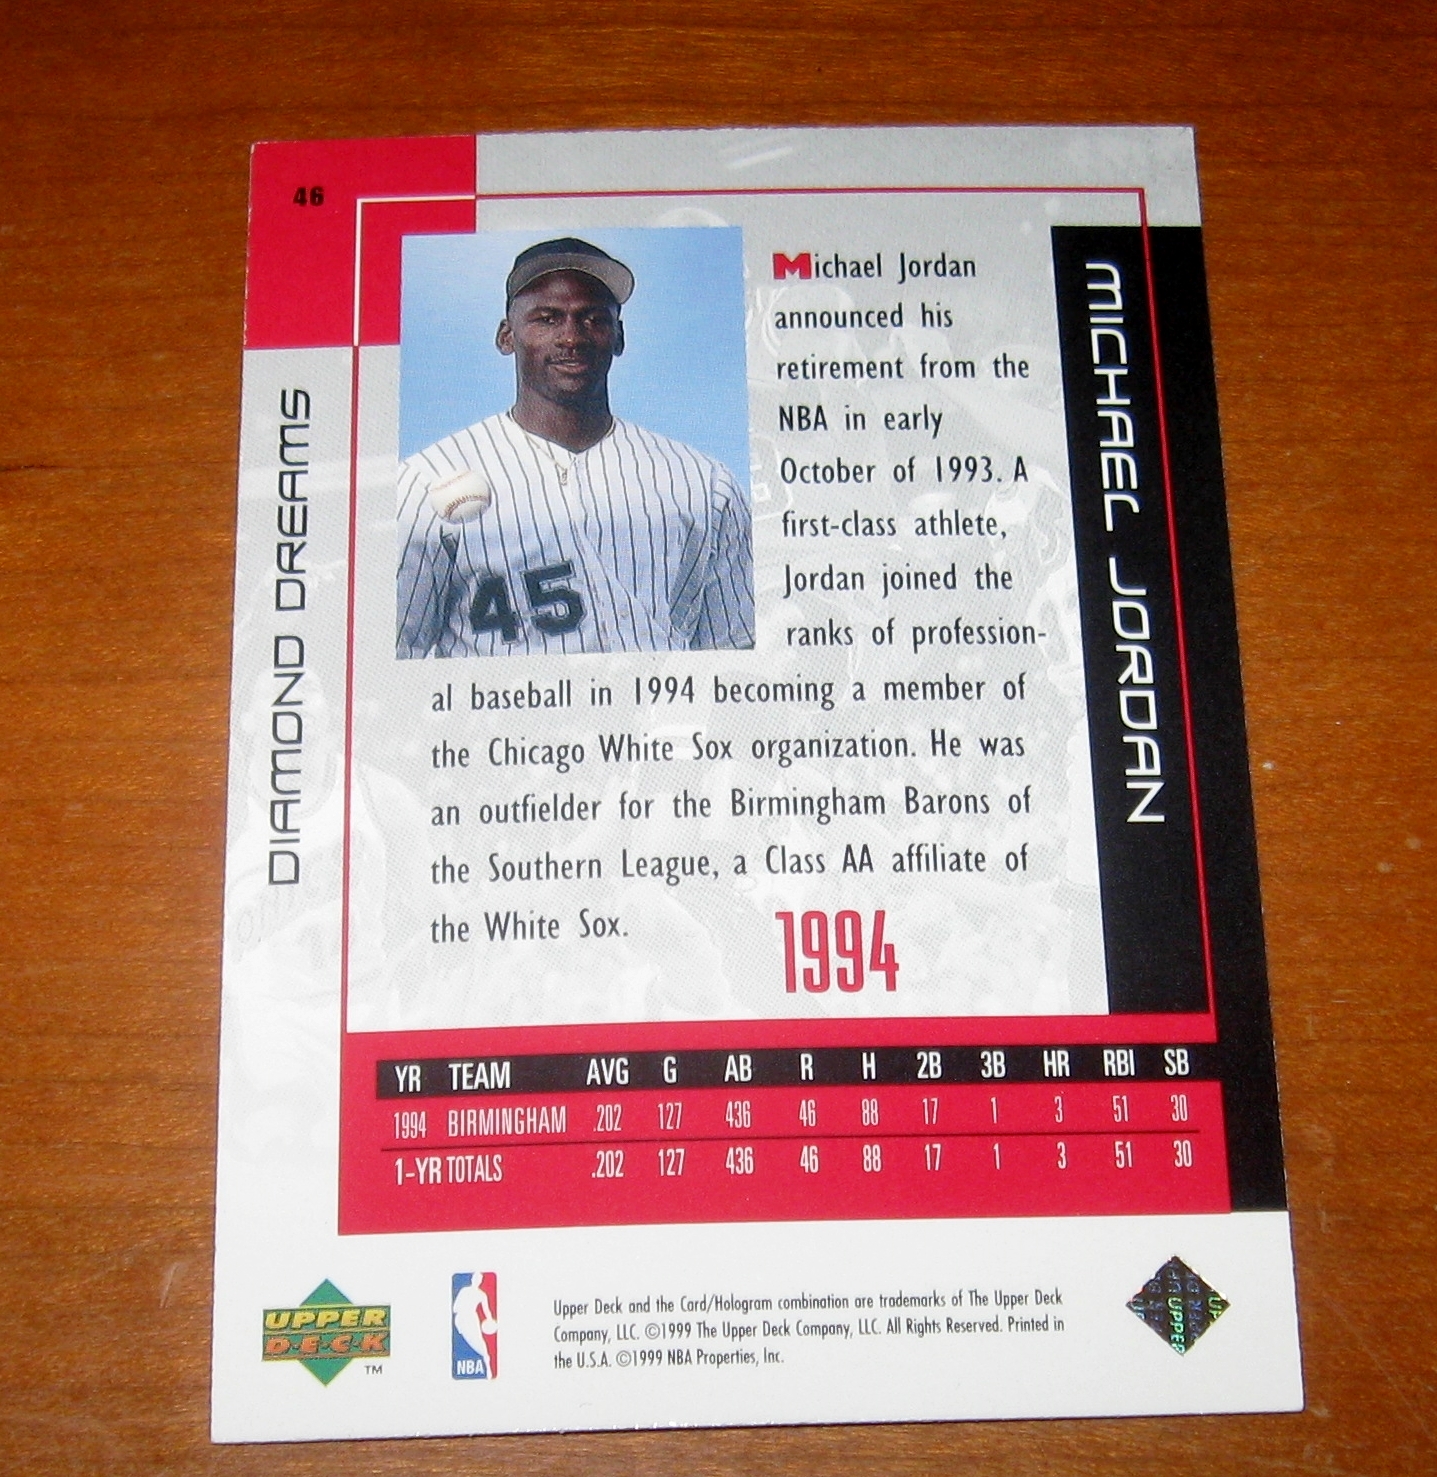 46
DIAMOND DREAMS
MICHAEL JORDAN
45
Michael Jordan
announced his
retirement from the
NBA in early
October of 1993. A
first-class athlete,
Jordan joined the
ranks of profession-
al baseball in 1994 becoming a member of
the Chicago White Sox organization. He was
an outfielder for the Birmingham Barons of
the Southern League, a Class AA affiliate of
the White Sox.
1994
YR TEAM AVG G AB R H 2B 3B HR RBI SB
1994 BIRMINGHAM .202 127 436 46 88 17 1 3 51 30
1-YR TOTALS .202 127 436 46 88 17 1 3 51 30
UPPER
DECK
TM
NBA
Upper Deck and the Card/Hologram combination are trademarks of The Upper Deck
Company, LLC. ©1999 The Upper Deck Company, LLC. All Rights Reserved. Printed in
the U.S.A. ©1999 NBA Properties, Inc.
UPPER